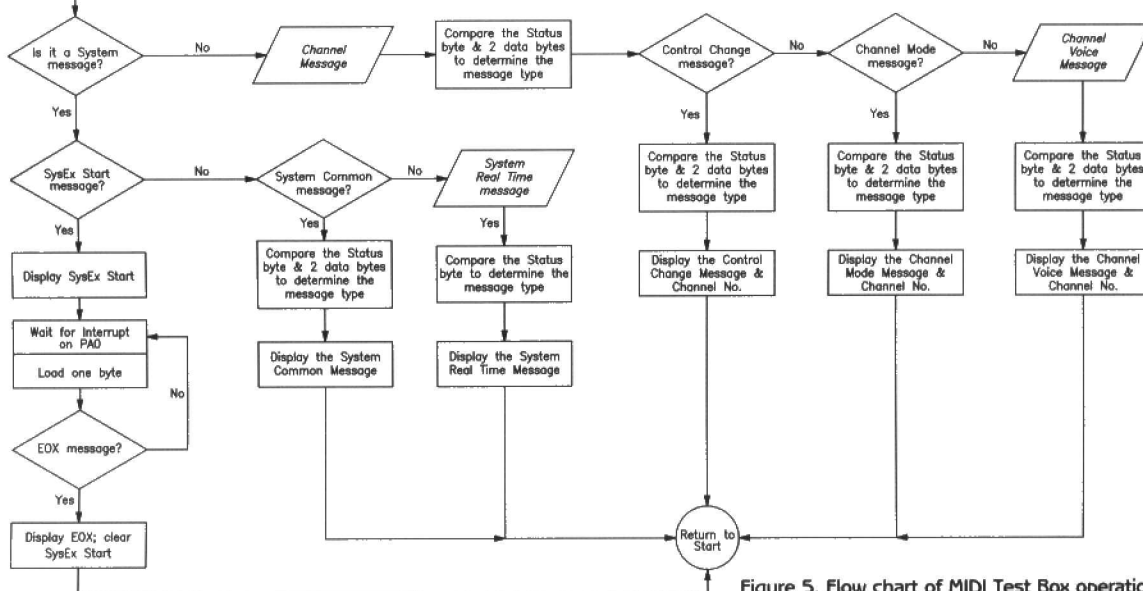 Is it a System
message?
No
Channel
Message
Compare the Status
byte & 2 data bytes
to determine the
message type
Control Change
message?
No
Channel Mode
message?
No
Channel
Voice
Message
Yes
Yes
Yes
SysEx Start
message?
No
System Common
message?
No
System
Real Time
message
Compare the Status
byte & 2 data bytes
to determine the
message type
Compare the Status
byte & 2 data bytes
to determine the
message type
Compare the Status
byte & 2 data bytes
to determine the
message type
Yes
Yes
Yes
Display SysEx Start
Compare the Status
byte & 2 data bytes
to determine the
message type
Compare the Status
byte to determine the
message type
Display the Control
Change Message &
Channel No.
Display the Channel
Mode Message &
Channel No.
Display the Channel
Voice Message &
Channel No.
Wait for Interrupt
on PA0
Load one byte
No
Display the System
Common Message
Display the System
Real Time Message
EOX message?
Yes
Display EOX; clear
SysEx Start
Return to
Start
Figure 5. Flow chart of MIDI Test Box operatio